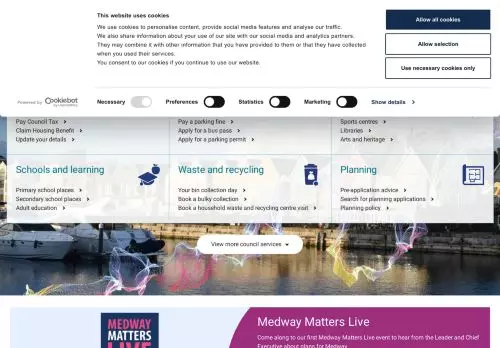 This website uses cookies
We use cookies to personalise content, provide social media features and analyse our traffic.
We also share information about your use of our site with our social media and analytics partners.
They may combine it with other information that you have provided to them or that they have collected
when you used their services.
You consent to our cookies if you continue to use our website.
Allow all cookies
Allow selection
Use necessary cookies only
Powered by Cookiebot
Necessary
Preferences
Statistics
Marketing
Show details
Pay Council Tax
Claim Housing Benefit
Update your details
Pay a parking fine
Apply for a bus pass
Apply for a parking permit
Sports centres
Libraries
Arts and heritage
Schools and learning
Primary school places
Secondary school places
Adult education
Waste and recycling
Your bin collection day
Book a bulky collection
Book a household waste and recycling centre visit
Planning
Pre-application advice
Search for planning applications
Planning policy
View more council services
MEDWAY
MATTERS
LIVE
Medway Matters Live
Come along to our first Medway Matters Live event to hear from the Leader and Chief
Executive about plans for Medway.